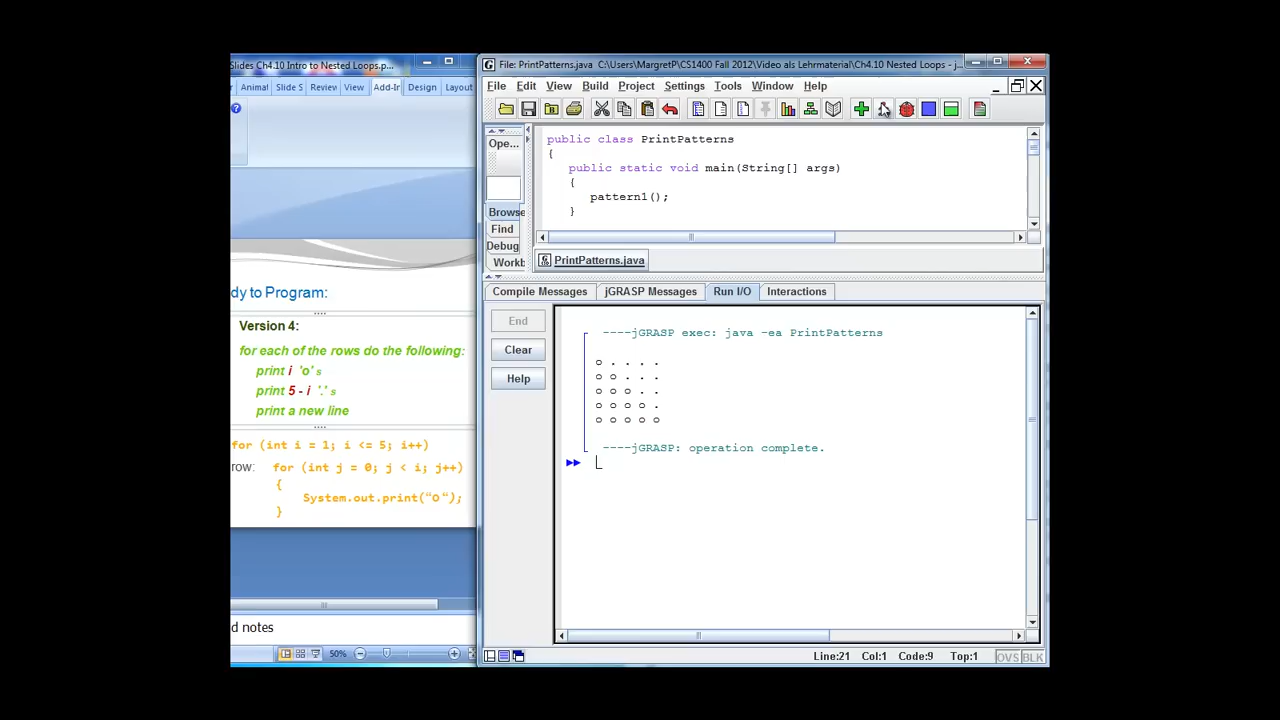 Slides Ch4.10 Intro to Nested Loops.p...
Animat Slide S Review View Add-Ir Design Layout
dy to Program:
Version 4:
for each of the rows do the following:
print i 'o' s
print 5 - i '.' s
print a new line
for (int i = 1; i <= 5; i++)
row: for (int j = 0; j < i; j++)
{
System.out.print("o");
}
d notes
50%
File: PrintPatterns.java C:\Users\MargretP\CS1400 Fall 2012\Video als Lehrmaterial\Ch4.10 Nested Loops - j...
File Edit View Build Project Settings Tools Window Help
Ope...
Browse
Find
Debug
Workb
public class PrintPatterns
{
public static void main(String[] args)
{
pattern1();
}
PrintPatterns.java
Compile Messages jGRASP Messages Run I/O Interactions
End
Clear
Help
----jGRASP exec: java -ea PrintPatterns
o . . . .
o o . . .
o o o . .
o o o o .
o o o o o
----jGRASP: operation complete.
Line:21 Col:1 Code:9 Top:1 OVS BLK